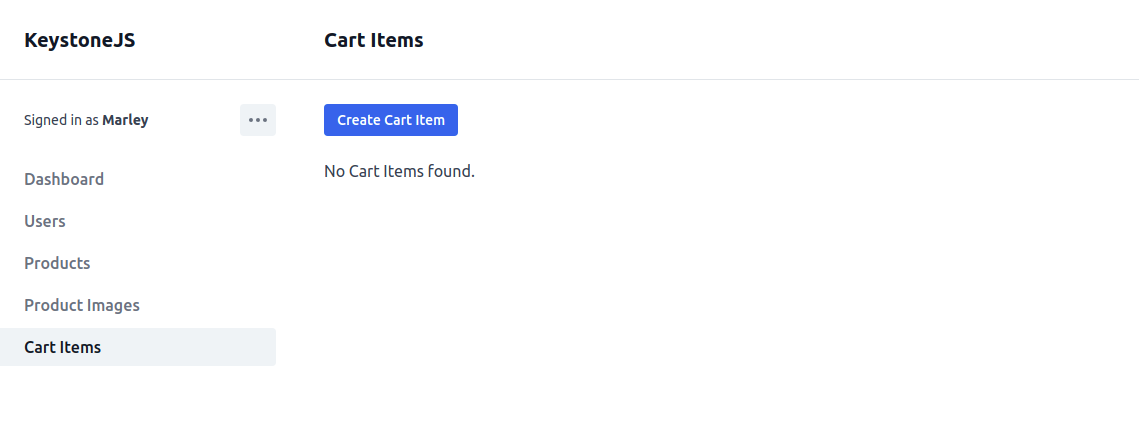 KeystoneJS
Cart Items
Signed in as Marley
Create Cart Item
No Cart Items found.
Dashboard
Users
Products
Product Images
Cart Items